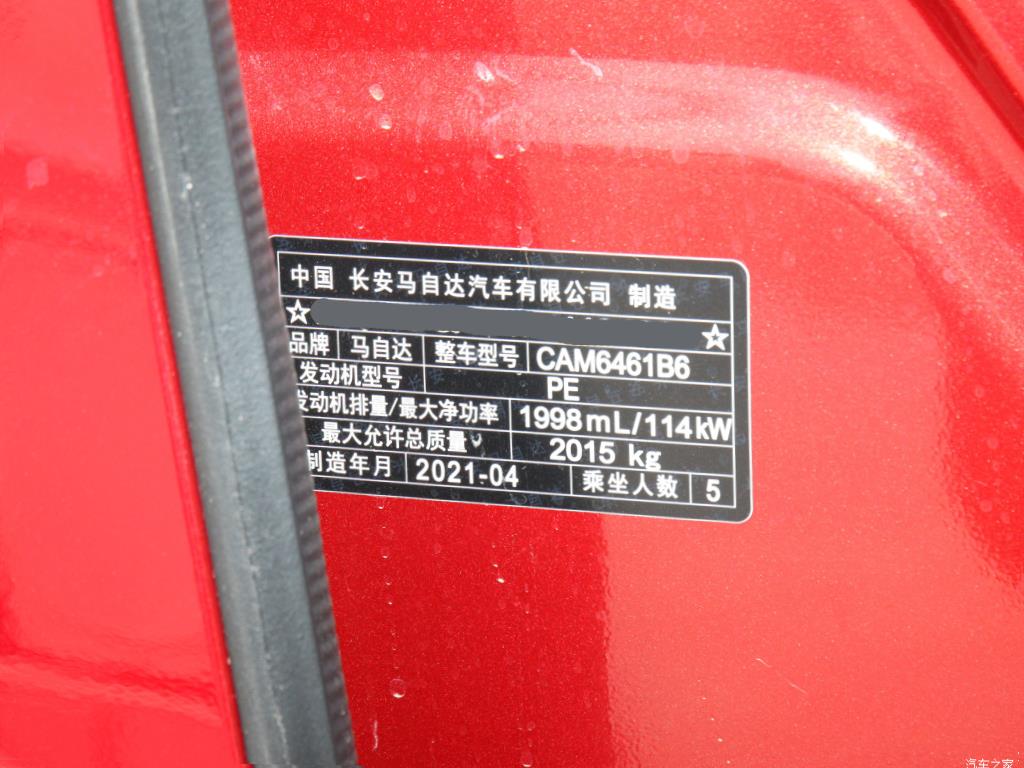 中国 长安马自达汽车有限公司 制造
☆ ☆
品牌 马自达 整车型号 CAM6461B6
发动机型号 PE
发动机排量/最大净功率 1998mL/114kW
最大允许总质量 2015 kg
制造年月 2021-04 乘坐人数 5
汽车之家